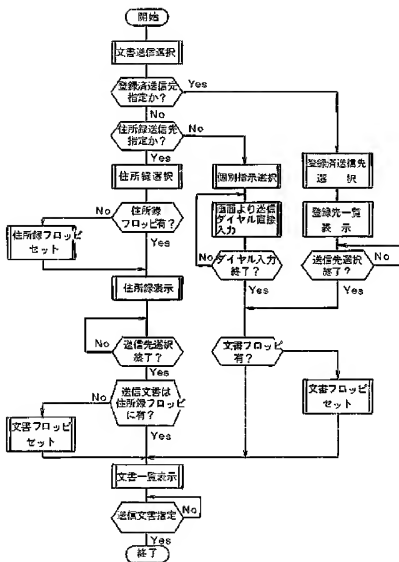 開始
文書送信選択
登録済送信先
指定か?
Yes
No
住所録送信先
指定か?
No
Yes
住所録選択
個別指示選択
登録済送信先
選択
No
住所録
フロッピ有?
Yes
画面より送信
ダイヤル直接
入力
登録先一覧
表示
住所録フロッピ
セット
No
ダイヤル入力
終了?
Yes
送信先選択
終了?
No
Yes
住所録表示
No
送信先選択
終了?
Yes
文書フロッピ
有?
Yes
No
送信文書は
住所録フロッピ
に有?
Yes
文書フロッピ
セット
文書フロッピ
セット
文書一覧表示
送信文書指定
No
Yes
終了